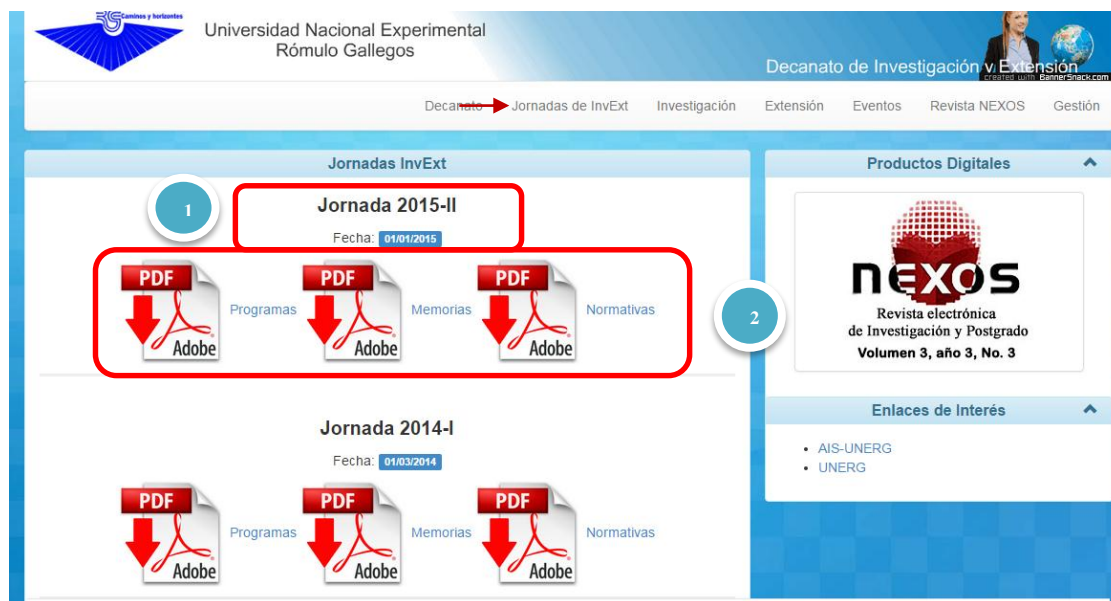 Caminos y horizontes
Universidad Nacional Experimental
Rómulo Gallegos
Decanato de Investigación y Extensión
created with BannerSnack.com
Decanato Jornadas de InvExt Investigación Extensión Eventos Revista NEXOS Gestión
Jornadas InvExt
1
Jornada 2015-II
Fecha: 01/01/2015
PDF Adobe Programas PDF Adobe Memorias PDF Adobe Normativas
2
Jornada 2014-I
Fecha: 01/03/2014
PDF Adobe Programas PDF Adobe Memorias PDF Adobe Normativas
Productos Digitales
nexos
Revista electrónica
de Investigación y Postgrado
Volumen 3, año 3, No. 3
Enlaces de Interés
AIS-UNERG
UNERG